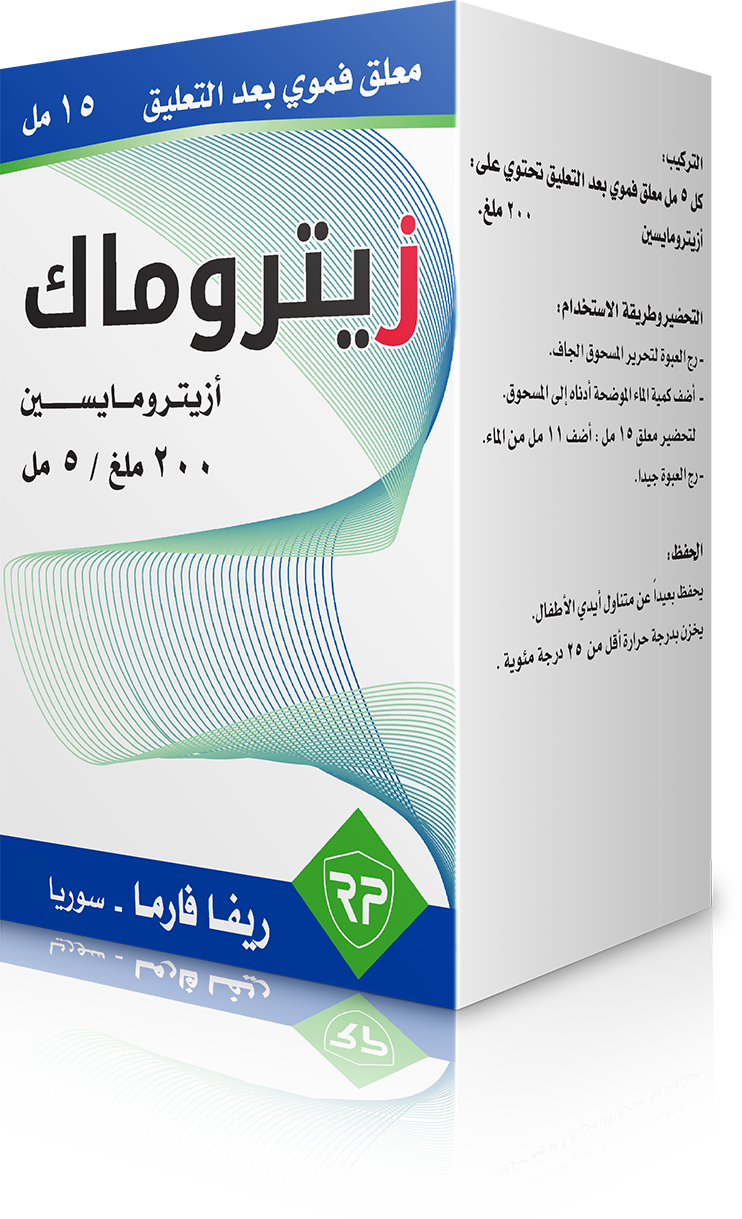 معلق فموي بعد التعليق ١٥ مل
زيتروماك
أزيترومايسين
٢٠٠ ملغ / ٥ مل
RP
ريفا فارما - سوريا
التركيب:
كل ٥ مل معلق فموي بعد التعليق تحتوي على:
أزيترومايسين ٢٠٠ ملغ.
التحضير وطريقة الاستخدام:
- رج العبوة لتحرير المسحوق الجاف.
- أضف كمية الماء الموضحة أدناه إلى المسحوق.
لتحضير معلق ١٥ مل : أضف ١١ مل من الماء.
- رج العبوة جيدا.
الحفظ:
يحفظ بعيداً عن متناول أيدي الأطفال.
يخزن بدرجة حرارة أقل من ٢٥ درجة مئوية .